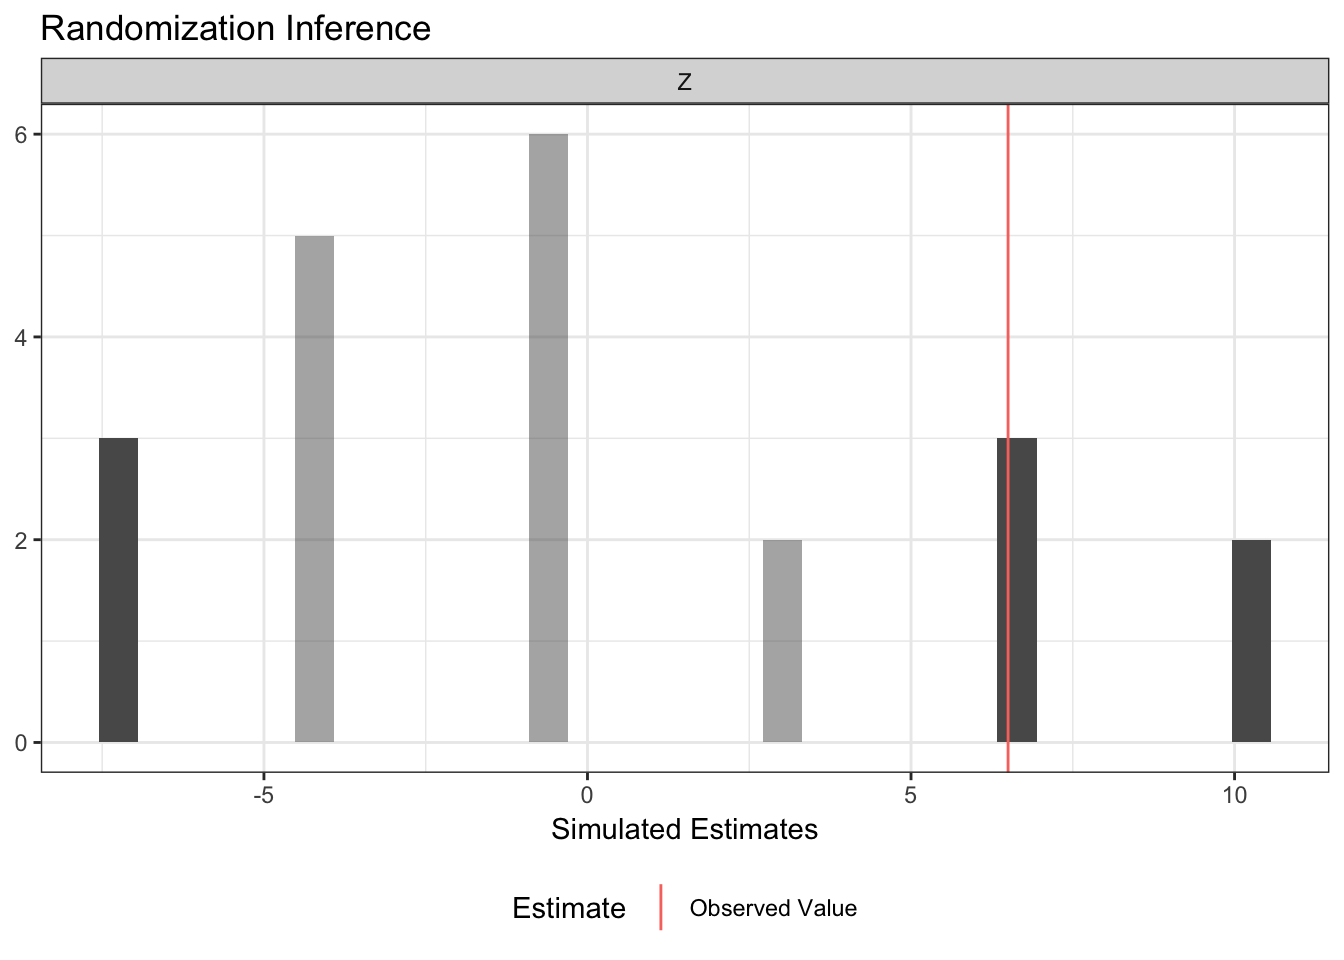 Randomization Inference
Z
6
4
2
0
-5 0 5 10
Simulated Estimates
Estimate Observed Value